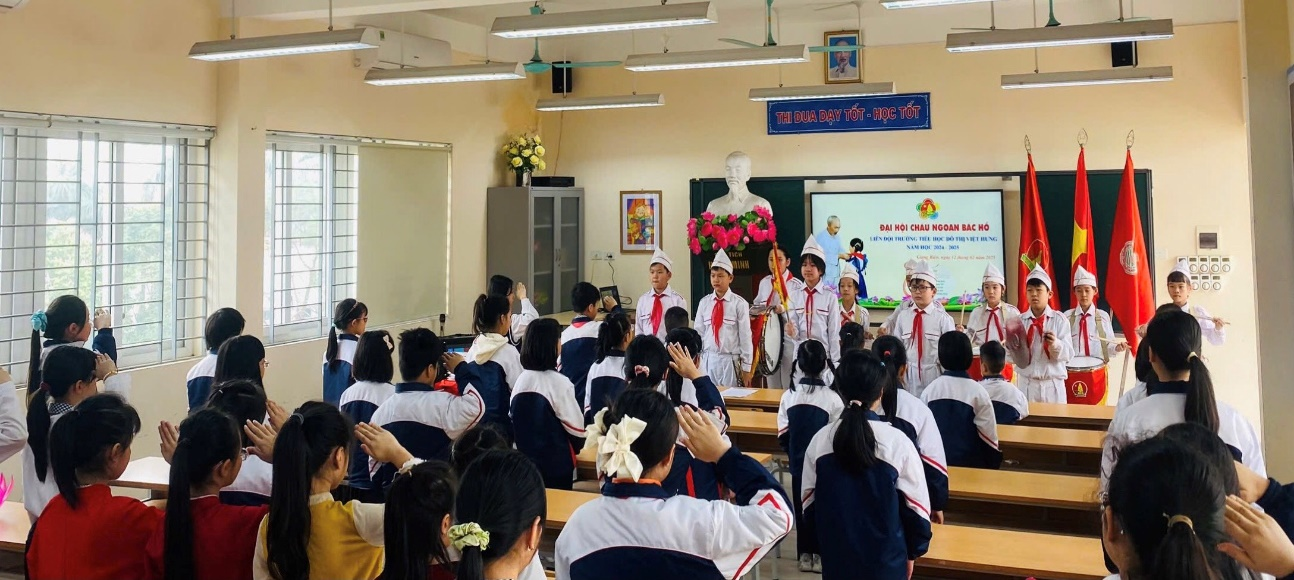 THI ĐUA DẠY TỐT - HỌC TỐT
ĐẠI HỘI CHÁU NGOAN BÁC HỒ
LIÊN ĐỘI TRƯỜNG TIỂU HỌC ĐÔ THỊ VIỆT HƯNG
NĂM HỌC 2024 - 2025